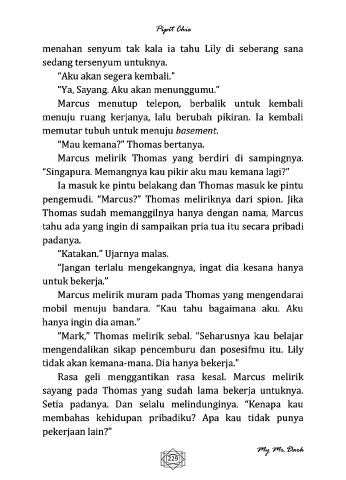 Pipit Chie
menahan senyum tak kala ia tahu Lily di seberang sana
sedang tersenyum untuknya.
“Aku akan segera kembali.”
“Ya, Sayang. Aku akan menunggumu.”
Marcus menutup telepon, berbalik untuk kembali
menuju ruang kerjanya, lalu berubah pikiran. Ia kembali
memutar tubuh untuk menuju basement.
“Mau kemana?” Thomas bertanya.
Marcus melirik Thomas yang berdiri di sampingnya.
“Singapura. Memangnya kau pikir aku mau kemana lagi?”
Ia masuk ke pintu belakang dan Thomas masuk ke pintu
pengemudi. “Marcus?” Thomas meliriknya dari spion. Jika
Thomas sudah memanggilnya hanya dengan nama, Marcus
tahu ada yang ingin di sampaikan pria tua itu secara pribadi
padanya.
“Katakan.” Ujarnya malas.
“Jangan terlalu mengekangnya, ingat dia kesana hanya
untuk bekerja.”
Marcus melirik muram pada Thomas yang mengendarai
mobil menuju bandara. “Kau tahu bagaimana aku. Aku
hanya ingin dia aman.”
“Mark,” Thomas melirik sebal. “Seharusnya kau belajar
mengendalikan sikap pencemburu dan posesifmu itu. Lily
tidak akan kemana-mana. Dia hanya bekerja.”
Rasa geli menggantikan rasa kesal. Marcus melirik
sayang pada Thomas yang sudah lama bekerja untuknya.
Setia padanya. Dan selalu melindunginya. “Kenapa kau
membahas kehidupan pribadiku? Apa kau tidak punya
pekerjaan lain?”
My Mr. Dark
229